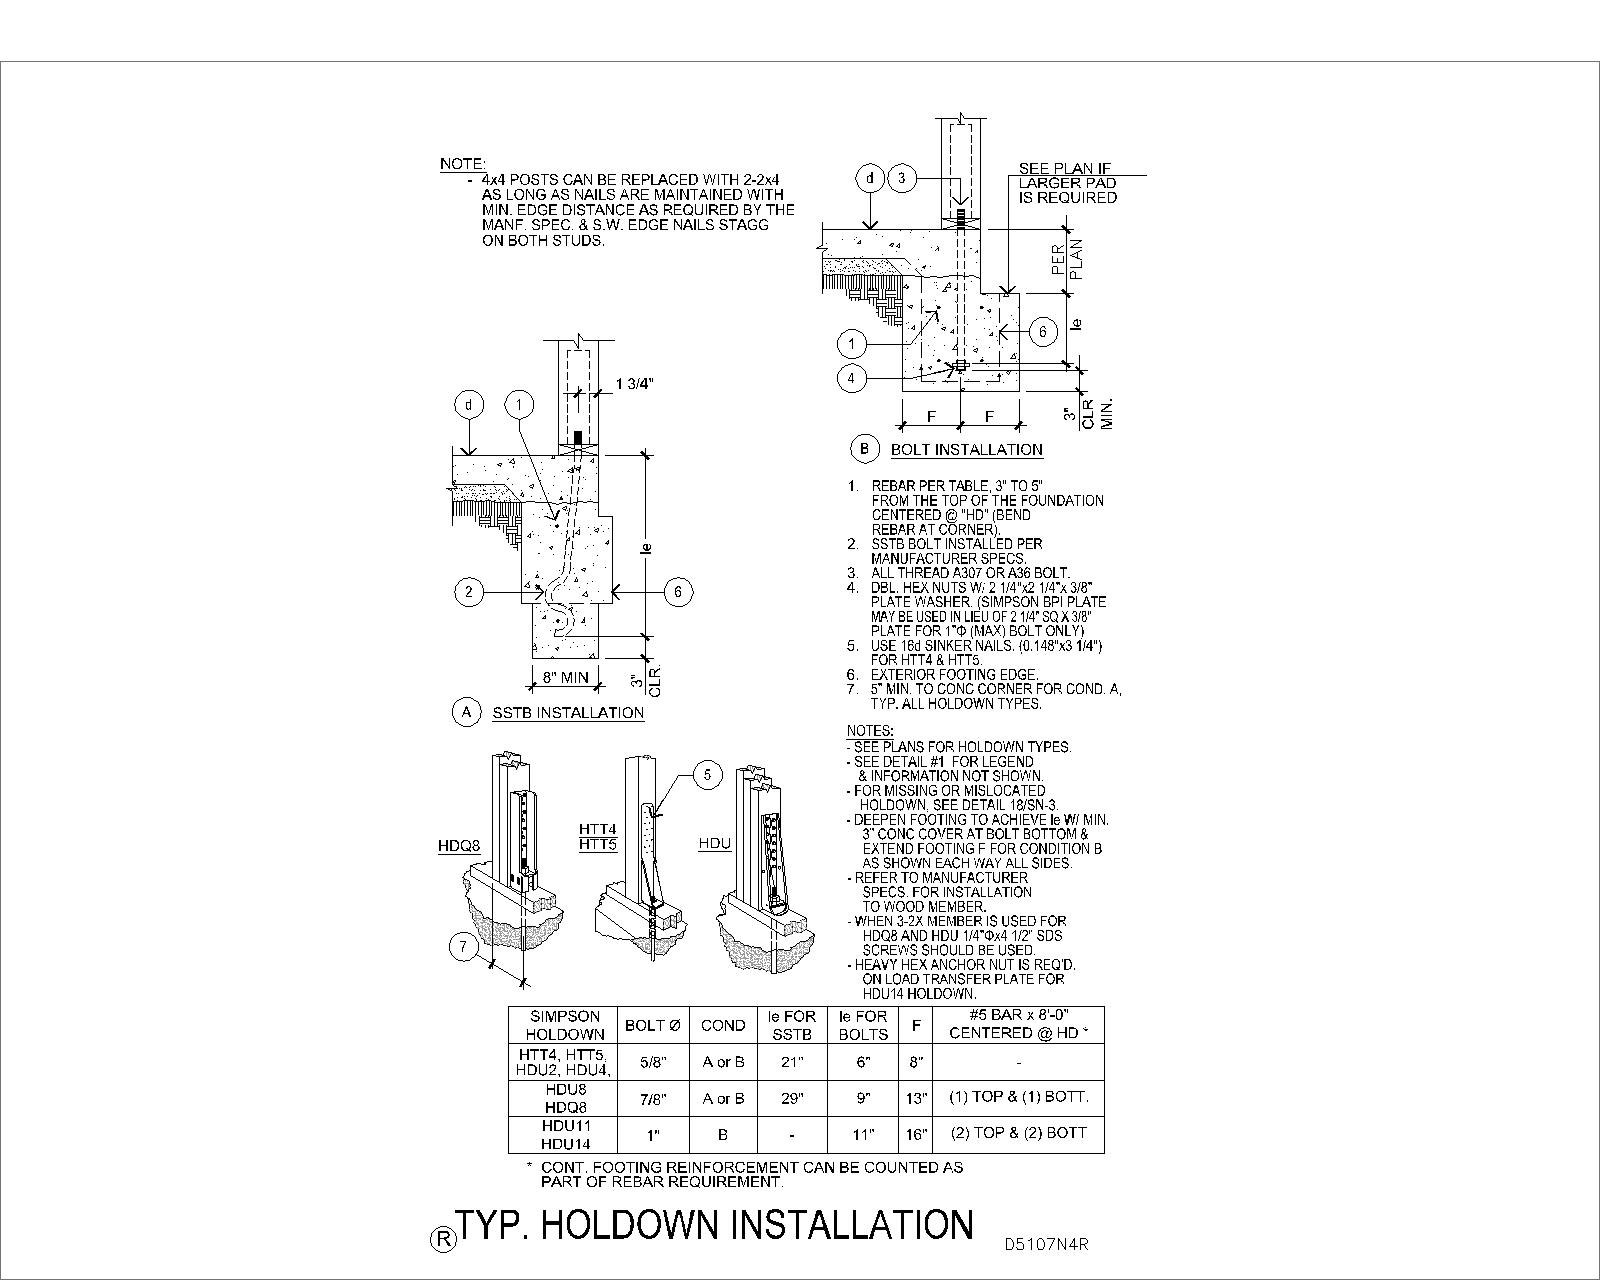 NOTE:
- 4x4 POSTS CAN BE REPLACED WITH 2-2x4
AS LONG AS NAILS ARE MAINTAINED WITH
MIN. EDGE DISTANCE AS REQUIRED BY THE
MANF. SPEC. & S.W. EDGE NAILS STAGG
ON BOTH STUDS.
d 3
SEE PLAN IF
LARGER PAD
IS REQUIRED
PER
PLAN
1
6
le
4
F F
3"
CLR
MIN.
B BOLT INSTALLATION
1 3/4"
d 1
le
2
6
8" MIN
3"
CLR.
A SSTB INSTALLATION
1. REBAR PER TABLE, 3" TO 5"
FROM THE TOP OF THE FOUNDATION
CENTERED @ "HD" (BEND
REBAR AT CORNER).
2. SSTB BOLT INSTALLED PER
MANUFACTURER SPECS.
3. ALL THREAD A307 OR A36 BOLT.
4. DBL. HEX NUTS W/ 2 1/4"x2 1/4"x 3/8"
PLATE WASHER. (SIMPSON BPI PLATE
MAY BE USED IN LIEU OF 2 1/4" SQ X 3/8"
PLATE FOR 1"Φ (MAX) BOLT ONLY)
5. USE 16d SINKER NAILS. (0.148"x3 1/4")
FOR HTT4 & HTT5.
6. EXTERIOR FOOTING EDGE.
7. 5" MIN. TO CONC CORNER FOR COND. A,
TYP. ALL HOLDOWN TYPES.
NOTES:
- SEE PLANS FOR HOLDOWN TYPES.
- SEE DETAIL #1 FOR LEGEND
& INFORMATION NOT SHOWN.
- FOR MISSING OR MISLOCATED
HOLDOWN, SEE DETAIL 18/SN-3.
- DEEPEN FOOTING TO ACHIEVE le W/ MIN.
3" CONC COVER AT BOLT BOTTOM &
EXTEND FOOTING F FOR CONDITION B
AS SHOWN EACH WAY ALL SIDES.
- REFER TO MANUFACTURER
SPECS. FOR INSTALLATION
TO WOOD MEMBER.
- WHEN 3-2X MEMBER IS USED FOR
HDQ8 AND HDU 1/4"Φx4 1/2" SDS
SCREWS SHOULD BE USED.
- HEAVY HEX ANCHOR NUT IS REQ'D.
ON LOAD TRANSFER PLATE FOR
HDU14 HOLDOWN.
5
HDQ8
HTT4
HTT5
HDU
7
SIMPSON HOLDOWN BOLT Ø COND le FOR SSTB le FOR BOLTS F #5 BAR x 8'-0" CENTERED @ HD *
HTT4, HTT5, HDU2, HDU4, 5/8" A or B 21" 6" 8" -
HDU8 HDQ8 7/8" A or B 29" 9" 13" (1) TOP & (1) BOTT.
HDU11 HDU14 1" B - 11" 16" (2) TOP & (2) BOTT
* CONT. FOOTING REINFORCEMENT CAN BE COUNTED AS
PART OF REBAR REQUIREMENT.
R TYP. HOLDOWN INSTALLATION
D5107N4R